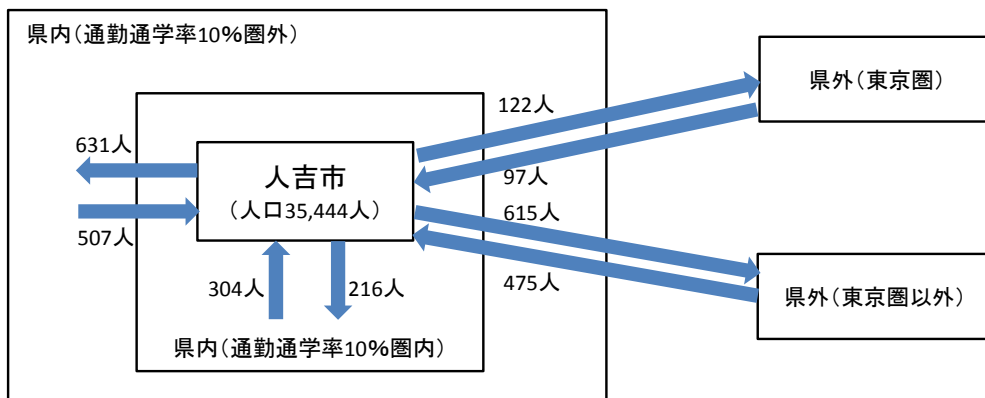 県内(通勤通学率10%圏外)
県外(東京圏)
122人
631人
人吉市
(人口35,444人)
97人
615人
507人
304人
216人
475人
県外(東京圏以外)
県内(通勤通学率10%圏内)